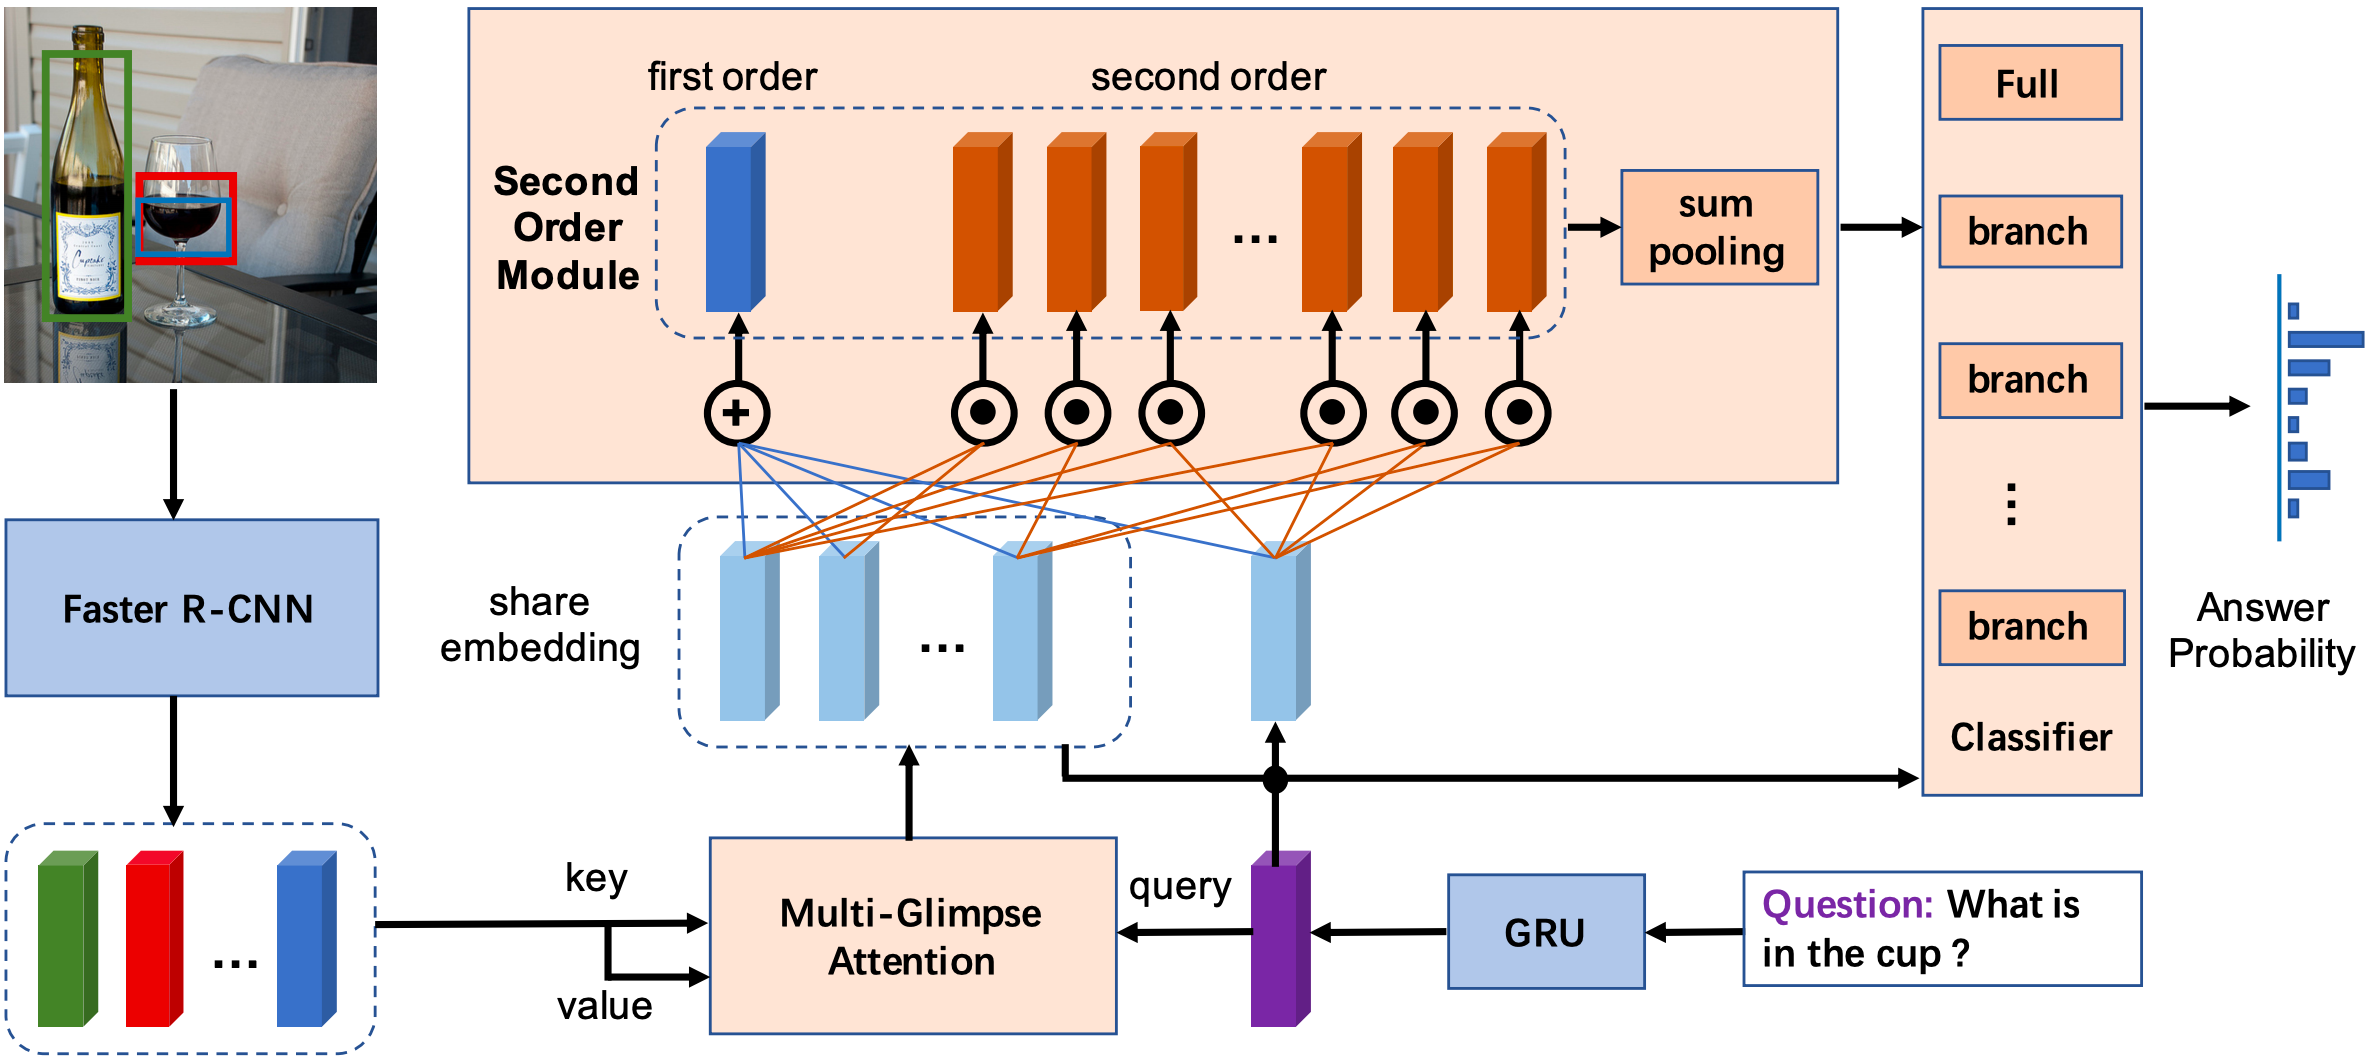 first order
second order
Second
Order
Module
...
sum
pooling
Full
branch
branch
⋮
branch
Classifier
Answer
Probability
Cupcake
Faster R-CNN
share
embedding
...
key
value
...
Multi-Glimpse
Attention
query
GRU
Question: What is
in the cup ?